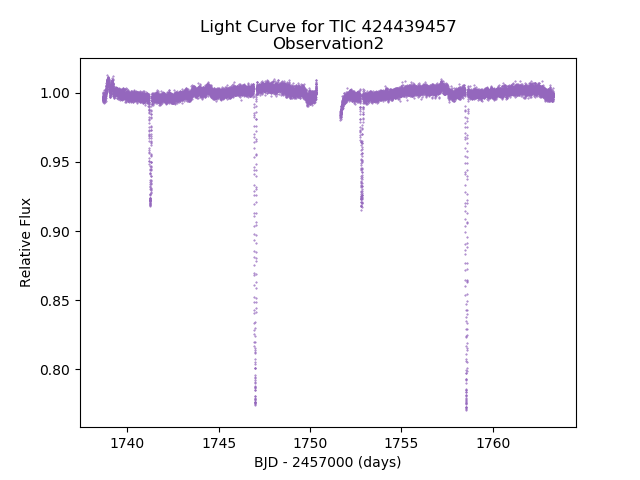 Light Curve for TIC 424439457
Observation2
Relative Flux
1.00
0.95
0.90
0.85
0.80
1740
1745
1750
1755
1760
BJD - 2457000 (days)